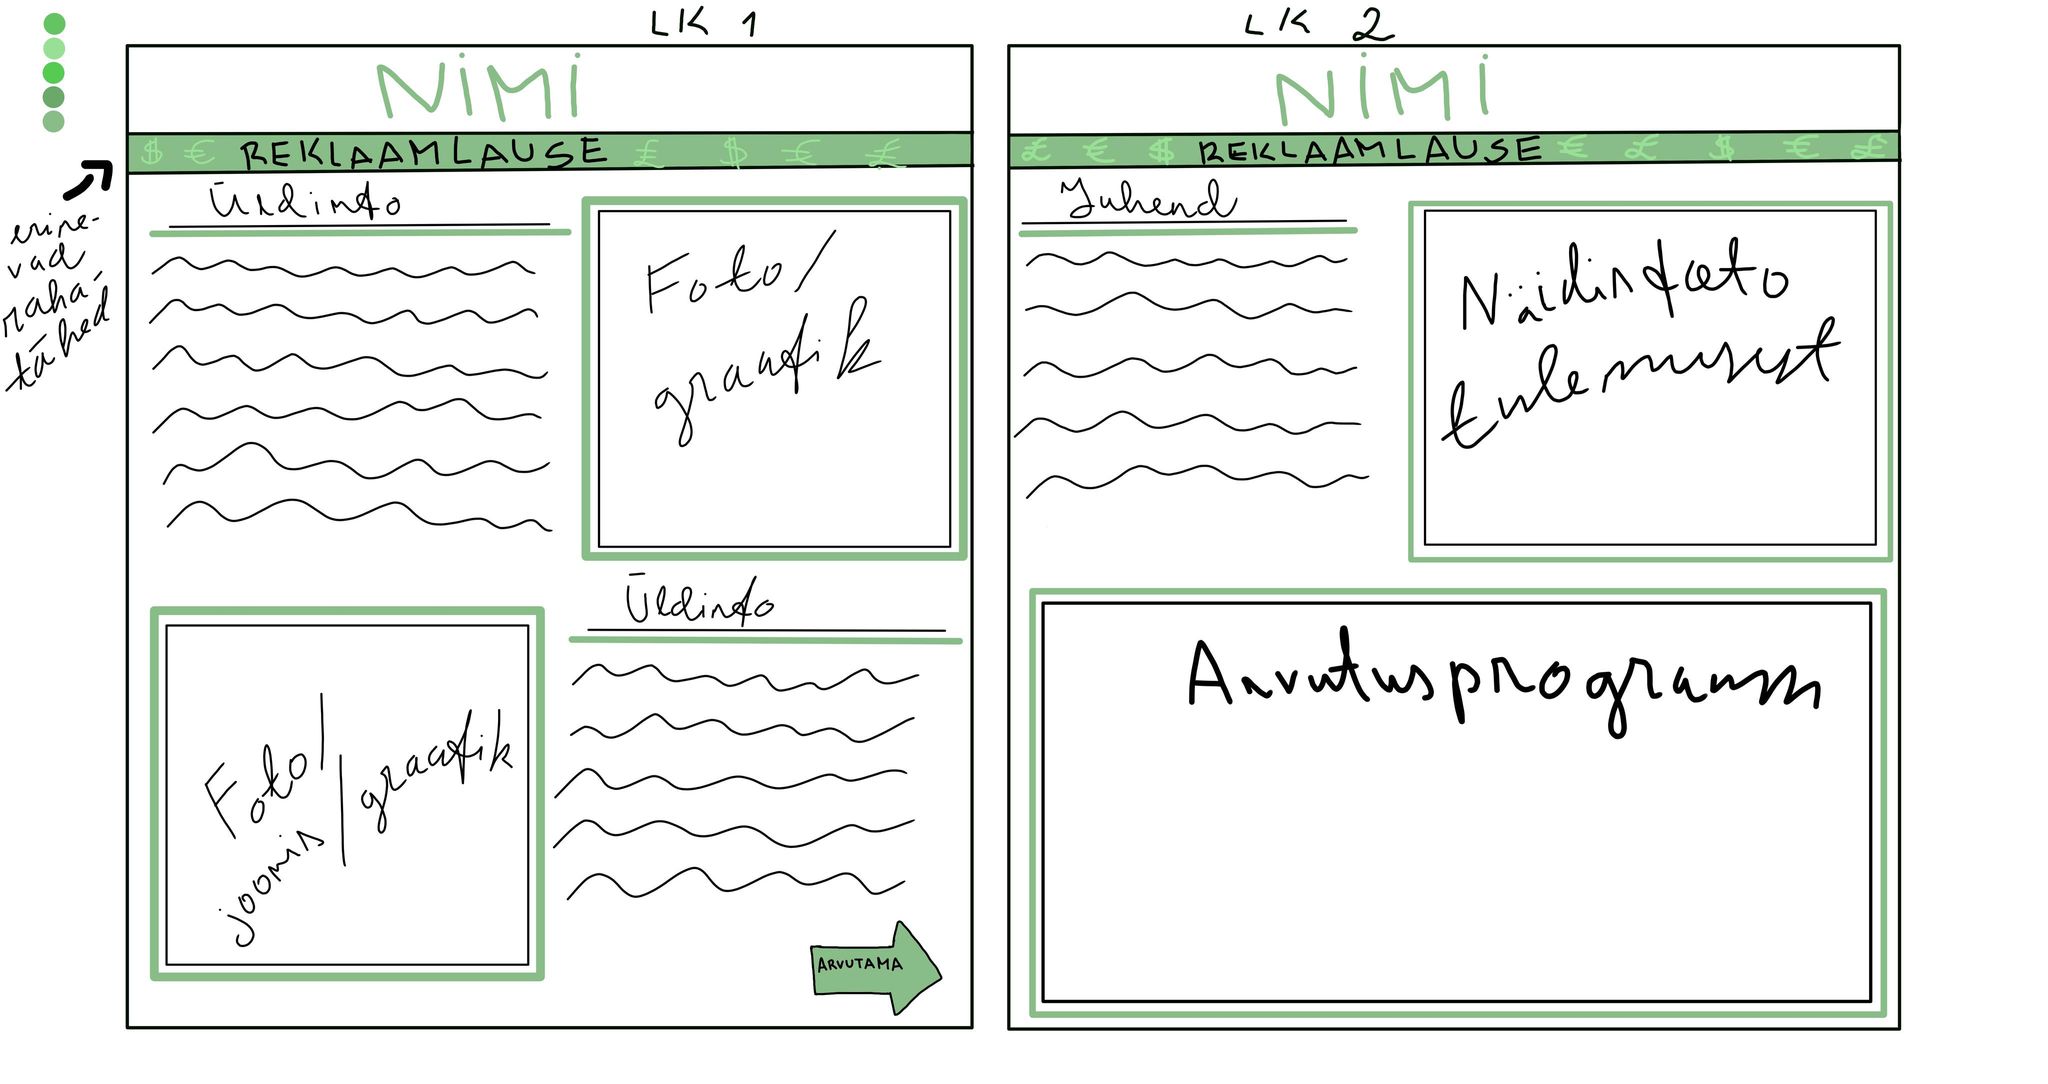 LK 1
NIMI
$ € REKLAAMLAUSE £ $ € £
erine-
vad
raha-
tähed
Üldinfo
Foto/
graafik
Üldinfo
Foto/
joonis/graafik
ARVUTAMA
LK 2
NIMI
£ € $ REKLAAMLAUSE € £ $ € £
Juhend
Näidisfoto
tulemusest
Arvutusprogramm